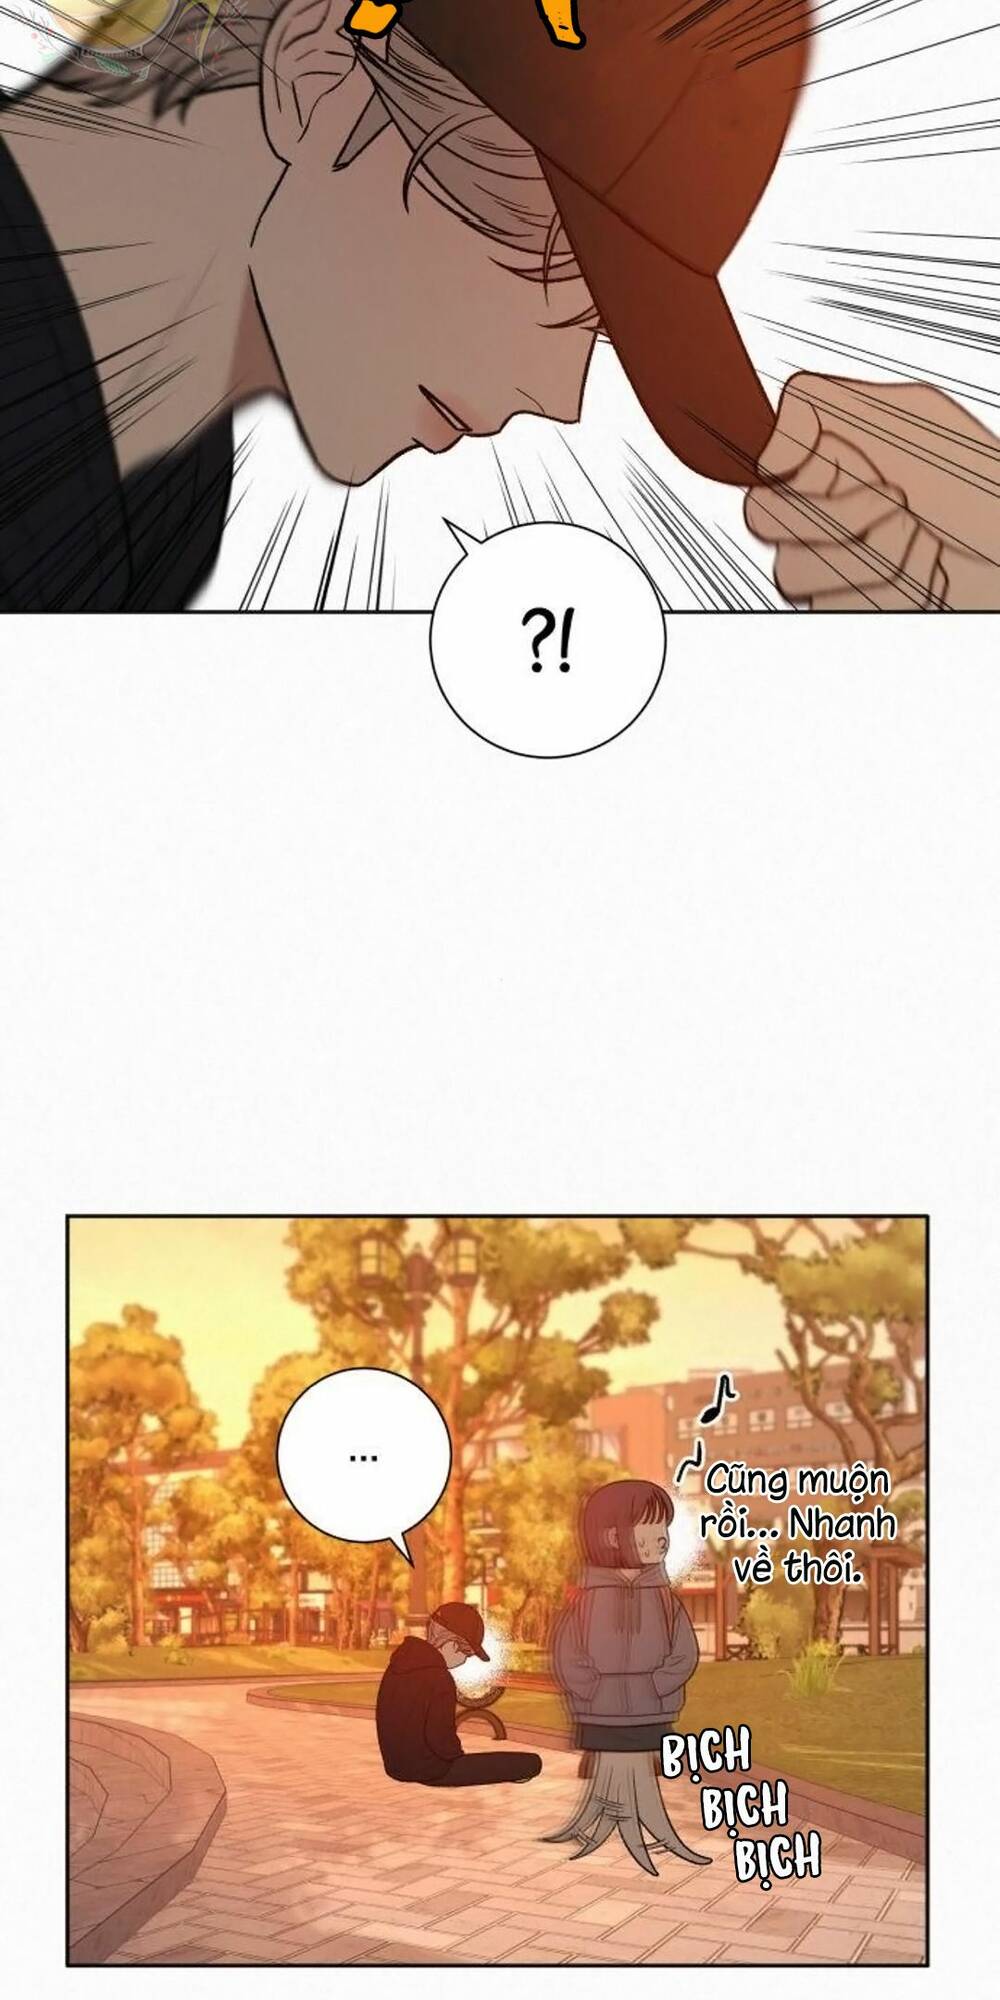 ?!
...
Cũng muộn
rồi... Nhanh
về thôi.
BỊCH
BỊCH
BỊCH